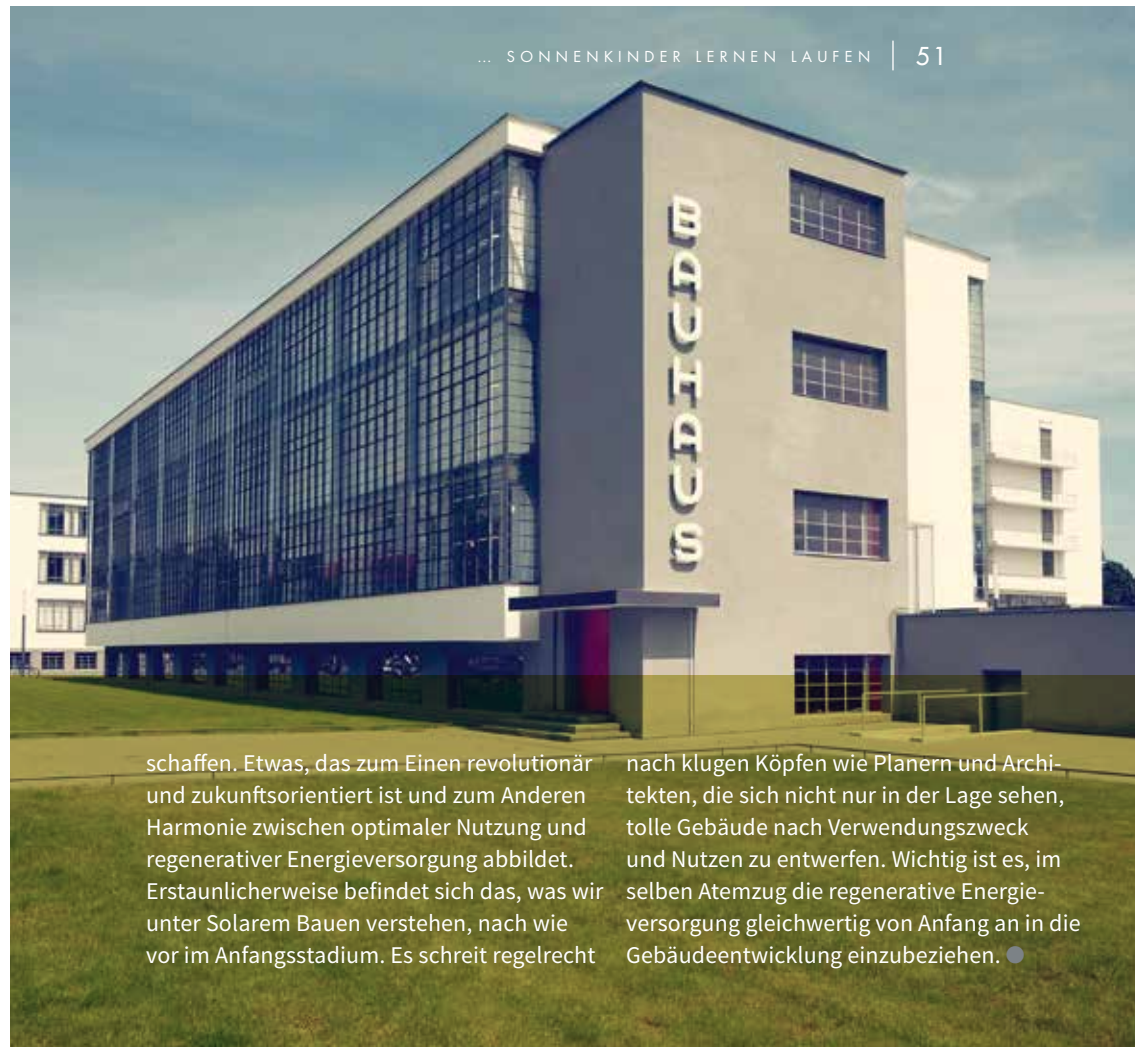 ... SONNENKINDER LERNEN LAUFEN | 51
BAUHAUS
schaffen. Etwas, das zum Einen revolutionär
und zukunftsorientiert ist und zum Anderen
Harmonie zwischen optimaler Nutzung und
regenerativer Energieversorgung abbildet.
Erstaunlicherweise befindet sich das, was wir
unter Solarem Bauen verstehen, nach wie
vor im Anfangsstadium. Es schreit regelrecht
nach klugen Köpfen wie Planern und Archi-
tekten, die sich nicht nur in der Lage sehen,
tolle Gebäude nach Verwendungszweck
und Nutzen zu entwerfen. Wichtig ist es, im
selben Atemzug die regenerative Energie-
versorgung gleichwertig von Anfang an in die
Gebäudeentwicklung einzubeziehen.